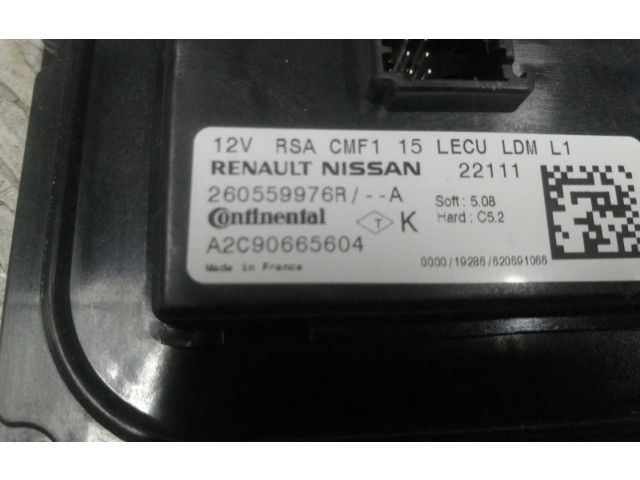 12V RSA CMF1 15 LECU LDM L1
RENAULT NISSAN 22111
260559976R/--A
Soft : 5.08
Continental T K Hard : C5.2
A2C90665604
0000/19286/620691066
Made in France